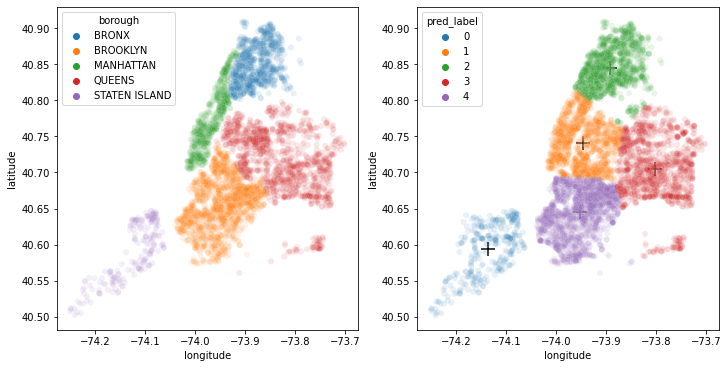 borough
BRONX
BROOKLYN
MANHATTAN
QUEENS
STATEN ISLAND
40.90
40.85
40.80
40.75
40.70
40.65
40.60
40.55
40.50
latitude
−74.2 −74.1 −74.0 −73.9 −73.8 −73.7
longitude
pred_label
0
1
2
3
4
40.90
40.85
40.80
40.75
40.70
40.65
40.60
40.55
40.50
latitude
−74.2 −74.1 −74.0 −73.9 −73.8 −73.7
longitude